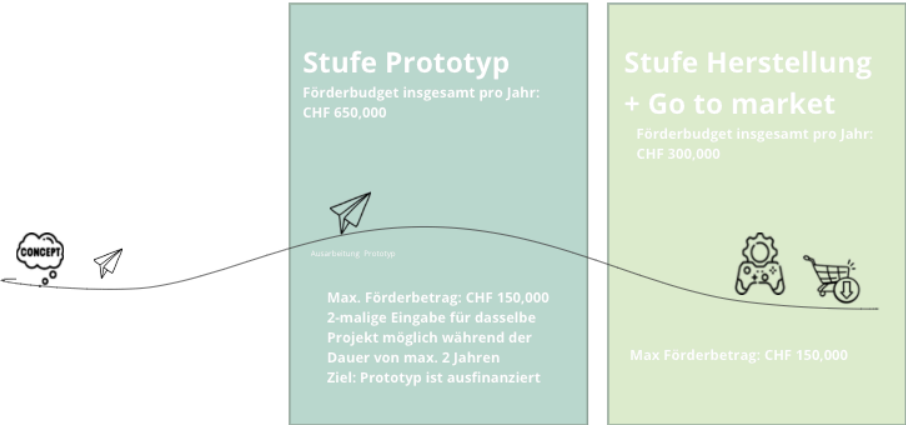 CONCEPT
Stufe Prototyp
Förderbudget insgesamt pro Jahr:
CHF 650,000
Ausarbeitung Prototyp
Max. Förderbetrag: CHF 150,000
2-malige Eingabe für dasselbe
Projekt möglich während der
Dauer von max. 2 Jahren
Ziel: Prototyp ist ausfinanziert
Stufe Herstellung
+ Go to market
Förderbudget insgesamt pro Jahr:
CHF 300,000
Max Förderbetrag: CHF 150,000